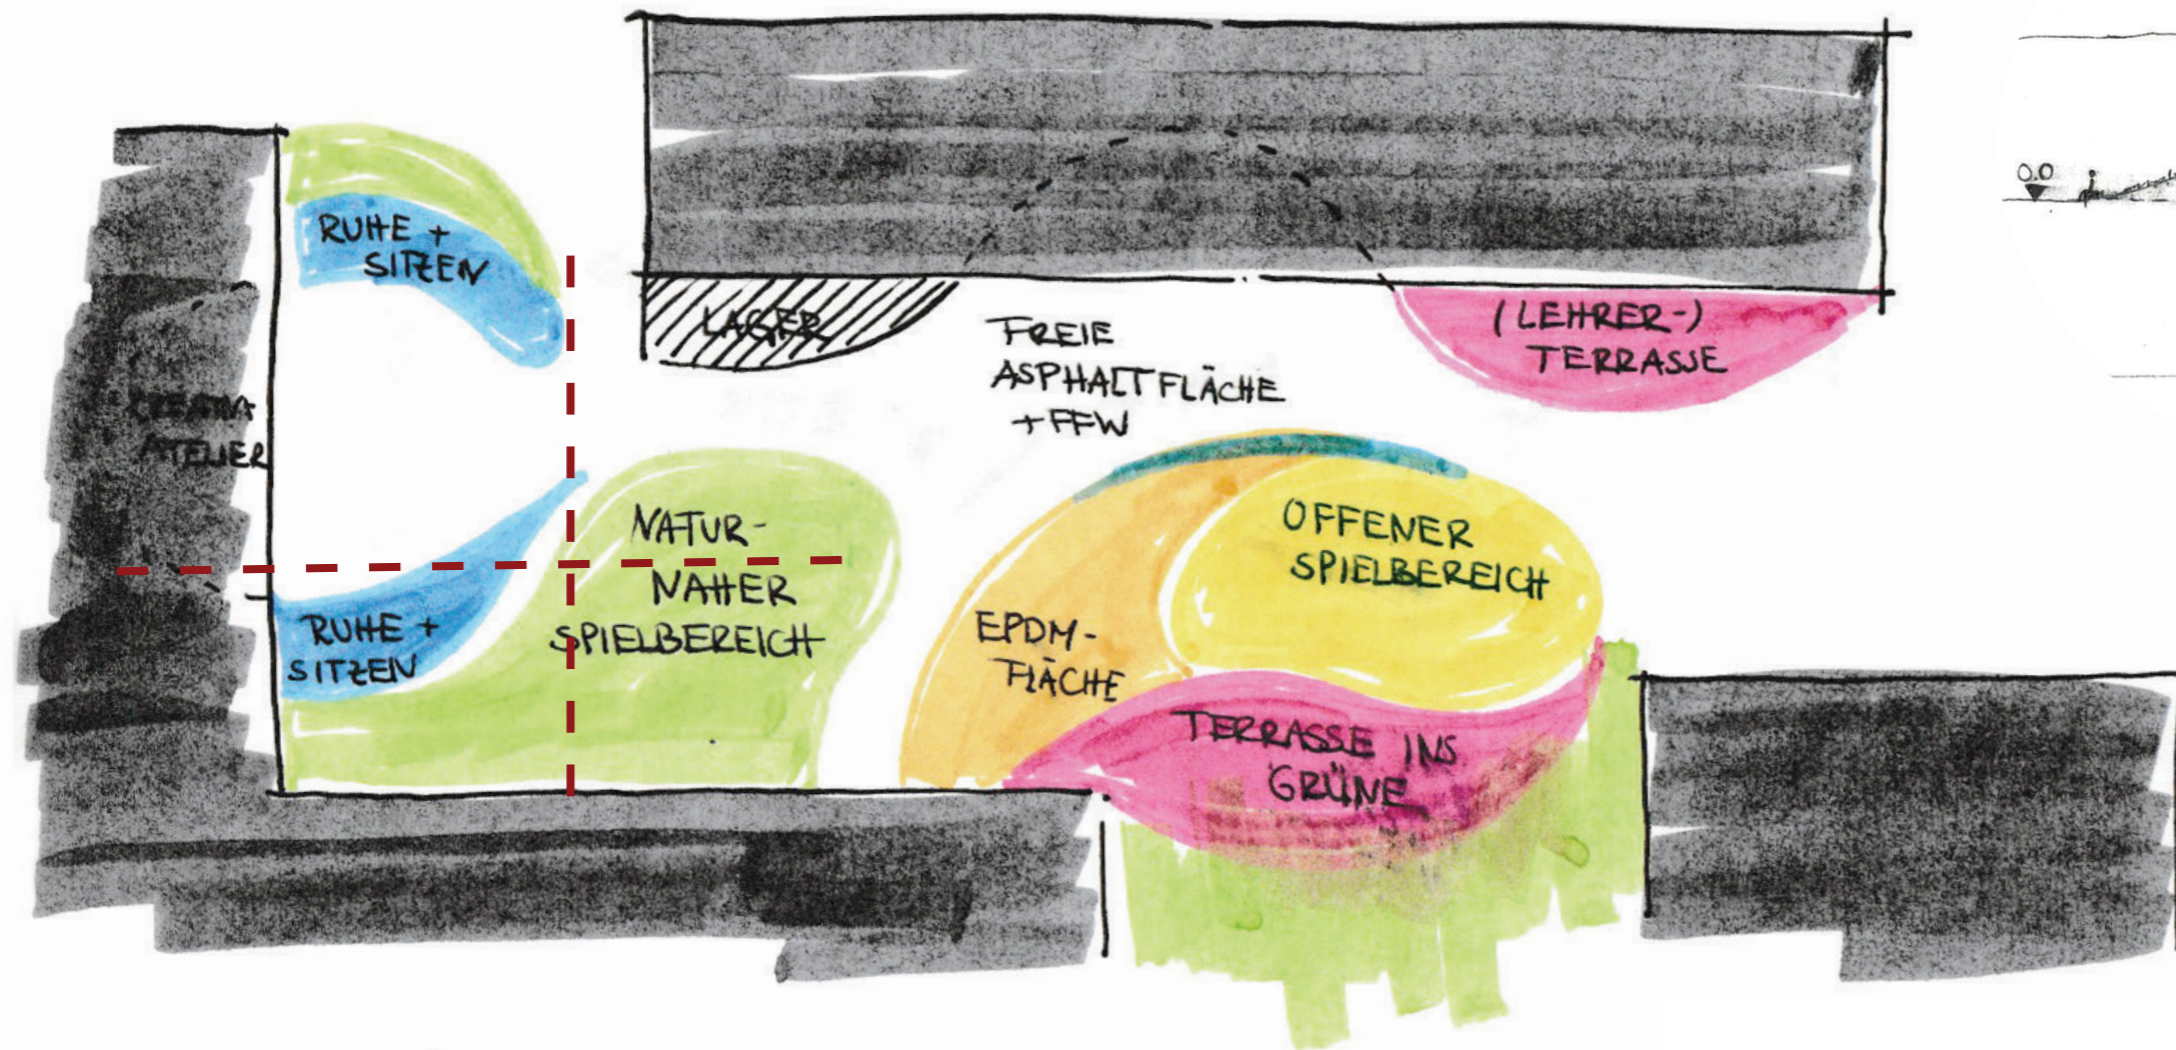 RUHE +
SITZEN
LAGER
FREIE
ASPHALTFLÄCHE
+ FFW
(LEHRER-)
TERRASSE
0.0
ATELIER
NATUR-
NAHER
SPIELBEREICH
OFFENER
SPIELBEREICH
RUHE +
SITZEN
EPDM-
FLÄCHE
TERRASSE INS
GRÜNE